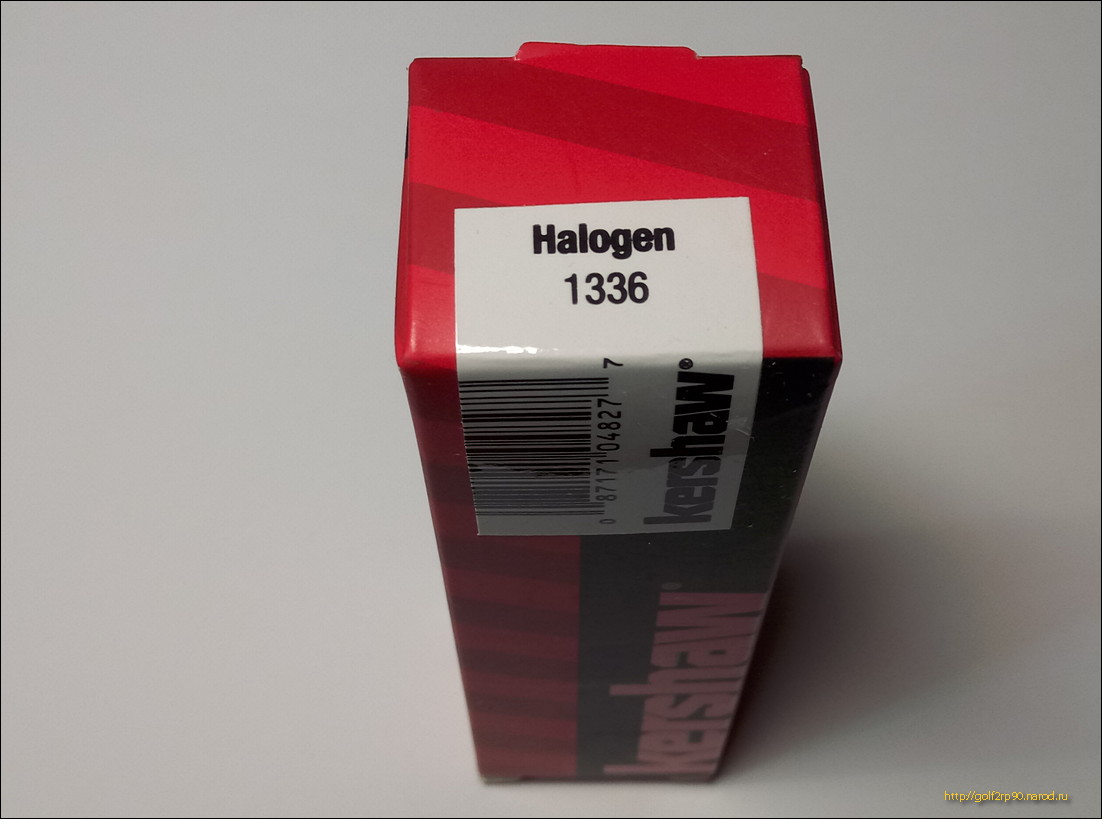 Halogen
1336
0 87171 04827 7
kershaw®
kershaw®
http://golf2rp90.narod.ru